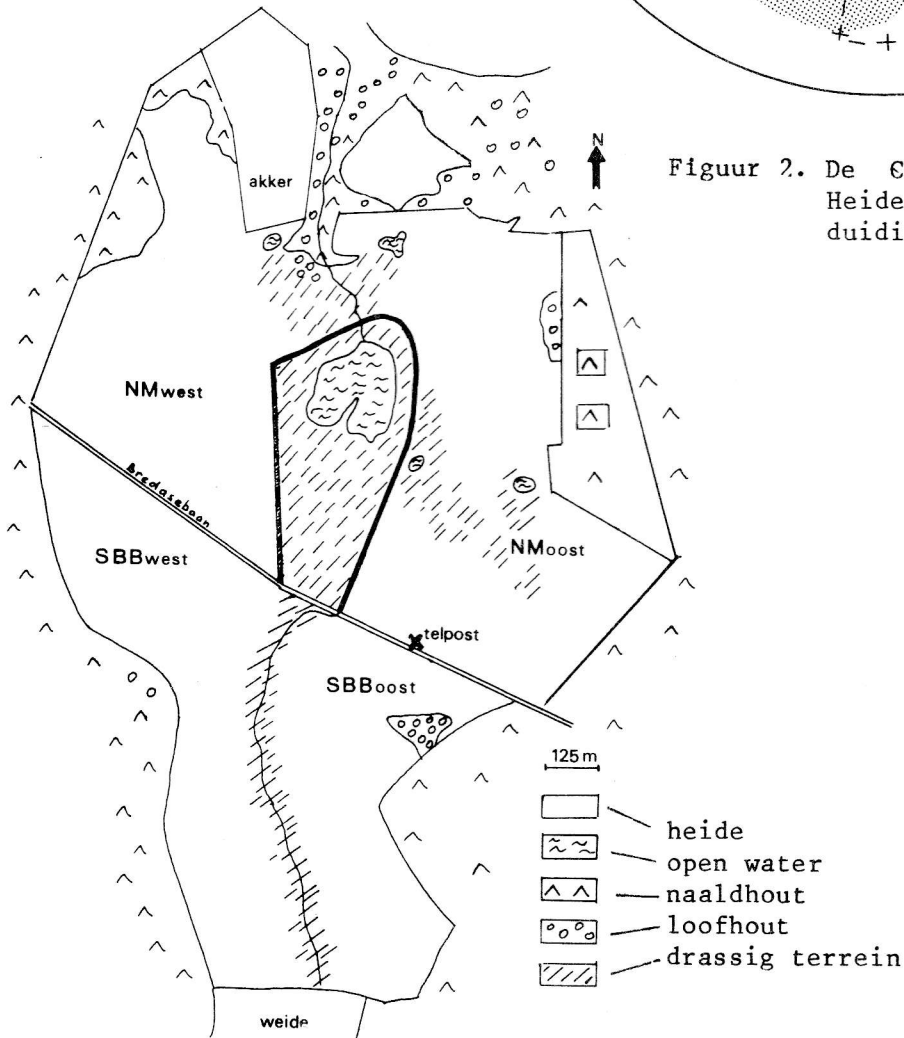 akker
N
Figuur 2. De
Heide
duidi
NMwest
Bredasebaan
SBBwest
NMoost
telpost
SBBoost
125m
heide
open water
naaldhout
loofhout
drassig terrein
weide